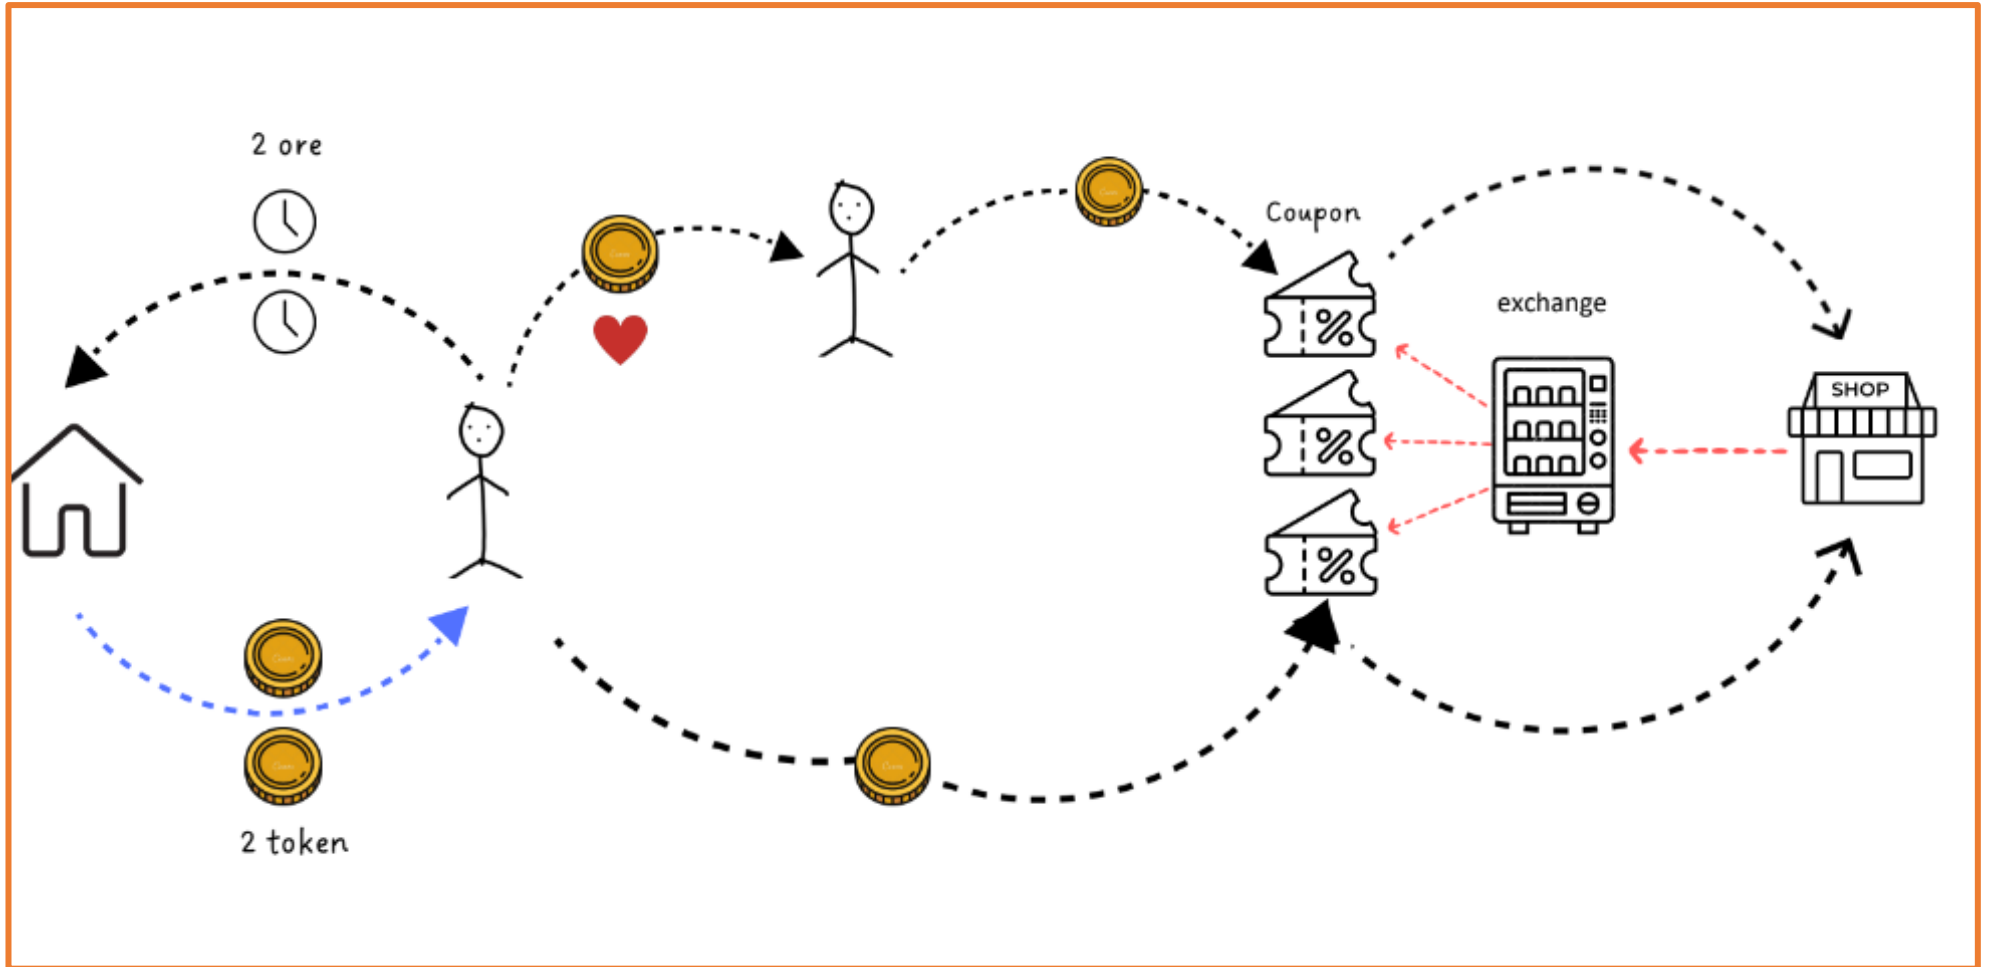 2 ore
Coupon
exchange
SHOP
2 token